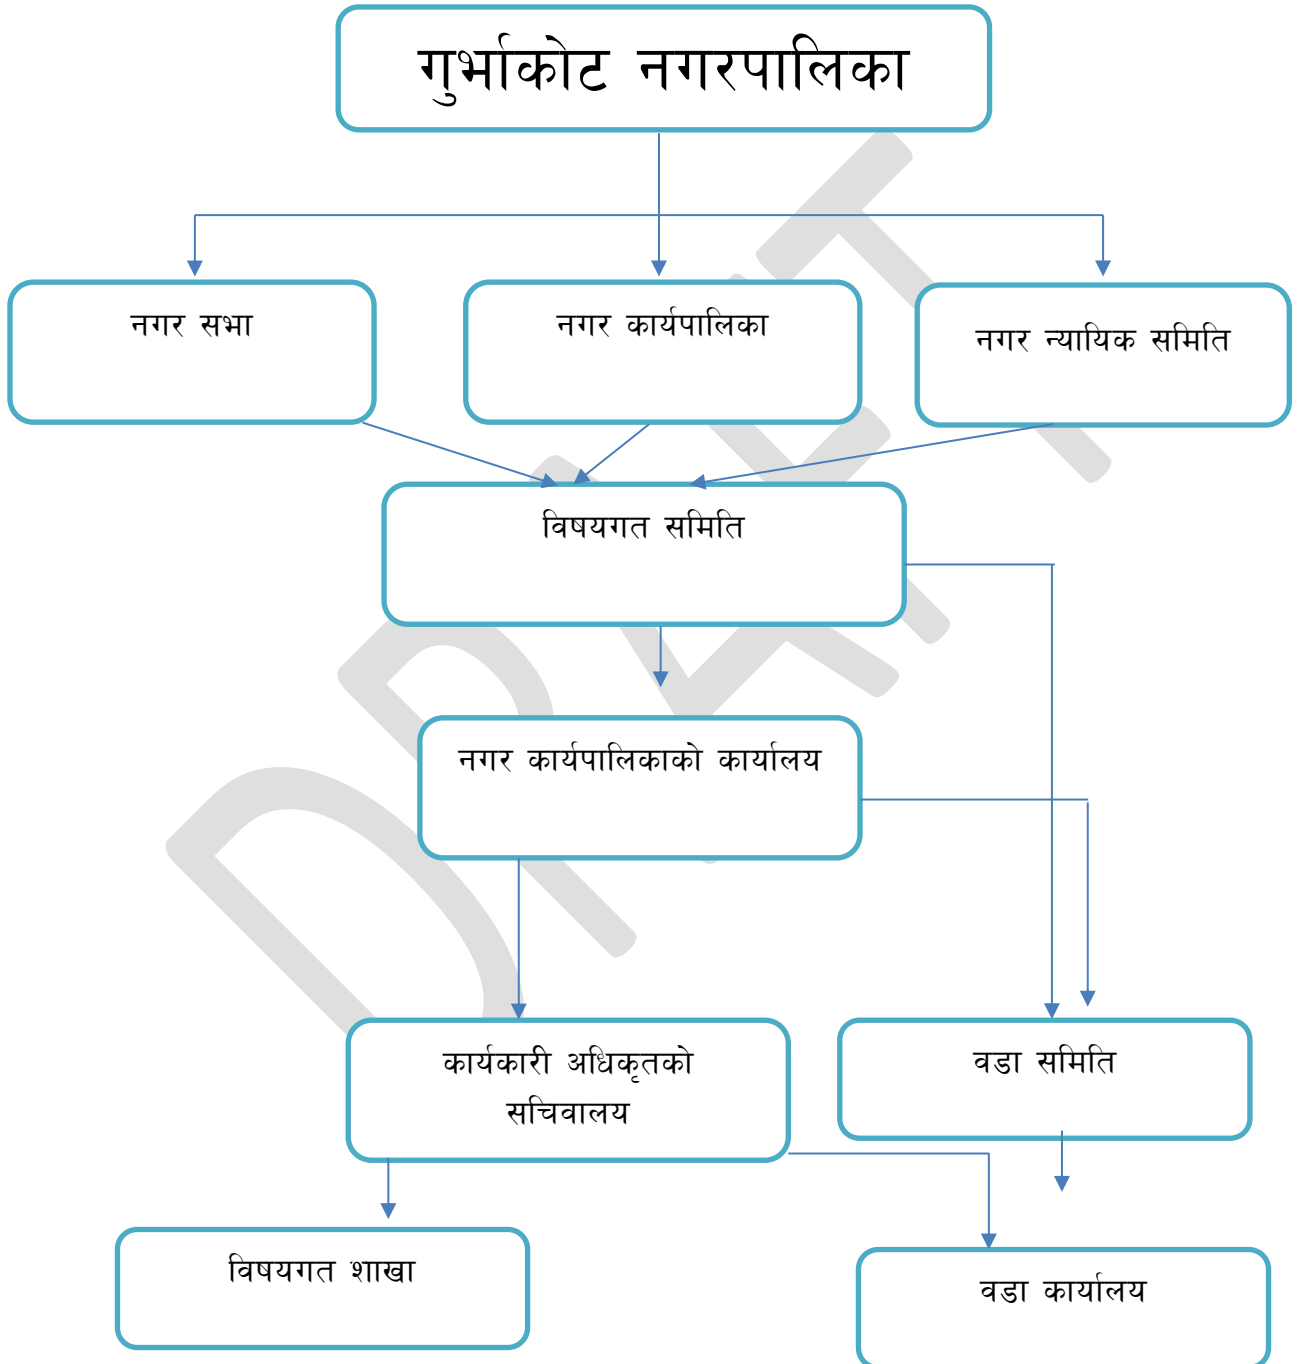 गुर्भाकोट नगरपालिका
नगर सभा
नगर कार्यपालिका
नगर न्यायिक समिति
विषयगत समिति
नगर कार्यपालिकाको कार्यालय
कार्यकारी अधिकृतको
सचिवालय
वडा समिति
विषयगत शाखा
वडा कार्यालय
DRAFT